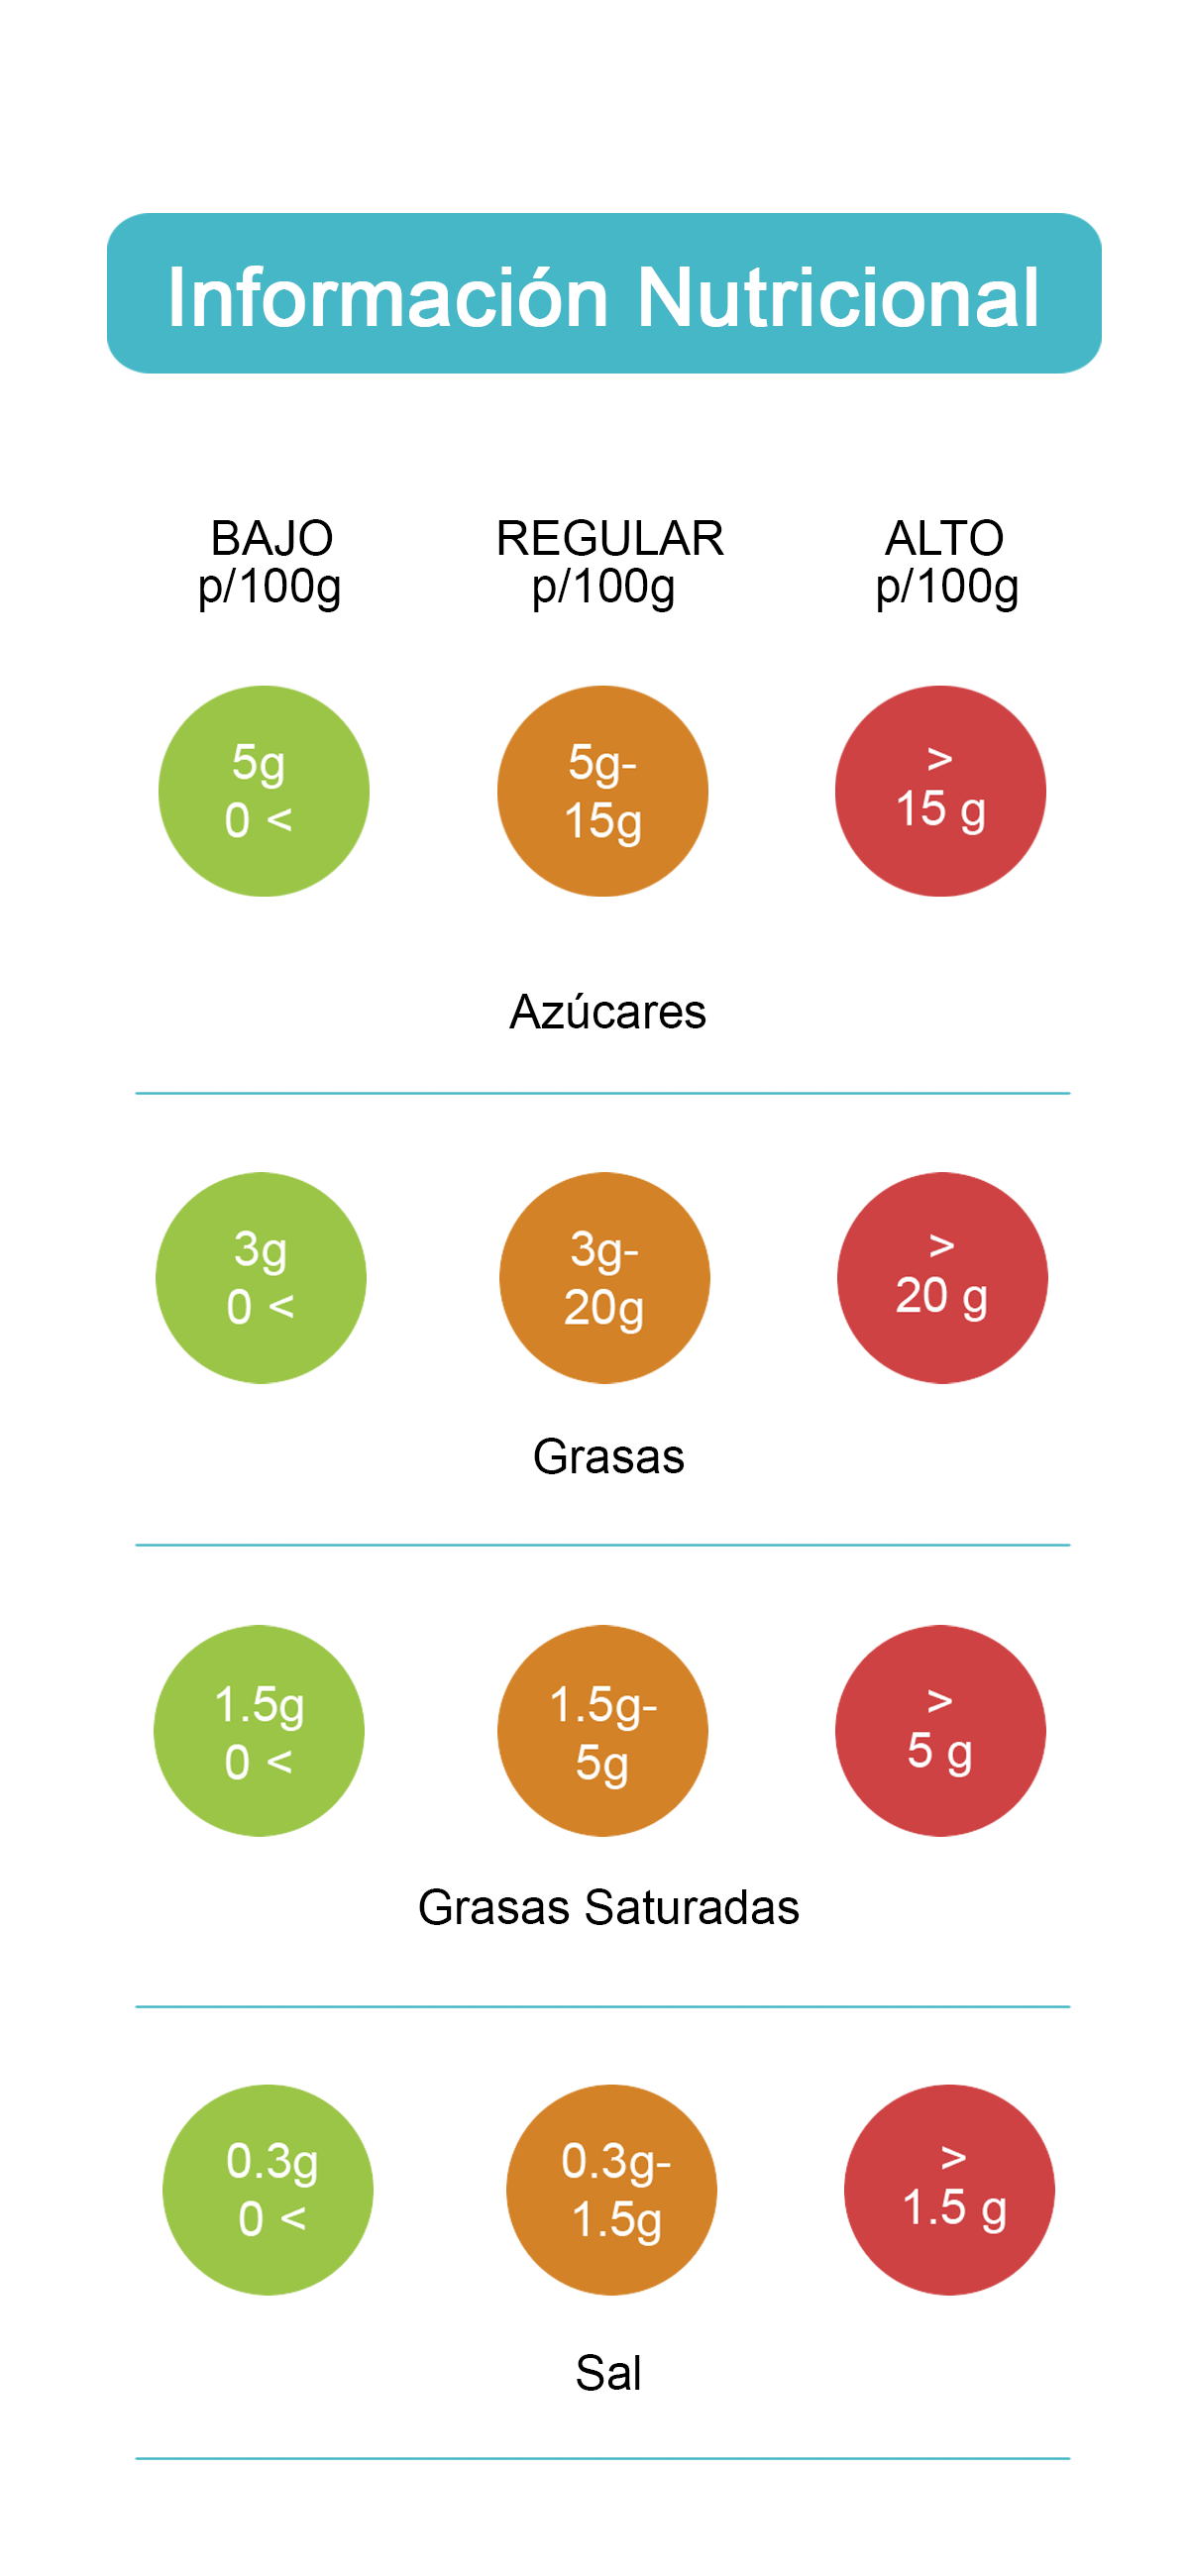 Información Nutricional
BAJO
p/100g
REGULAR
p/100g
ALTO
p/100g
5g
0 <
5g-
15g
>
15 g
Azúcares
3g
0 <
3g-
20g
>
20 g
Grasas
1.5g
0 <
1.5g-
5g
>
5 g
Grasas Saturadas
0.3g
0 <
0.3g-
1.5g
>
1.5 g
Sal